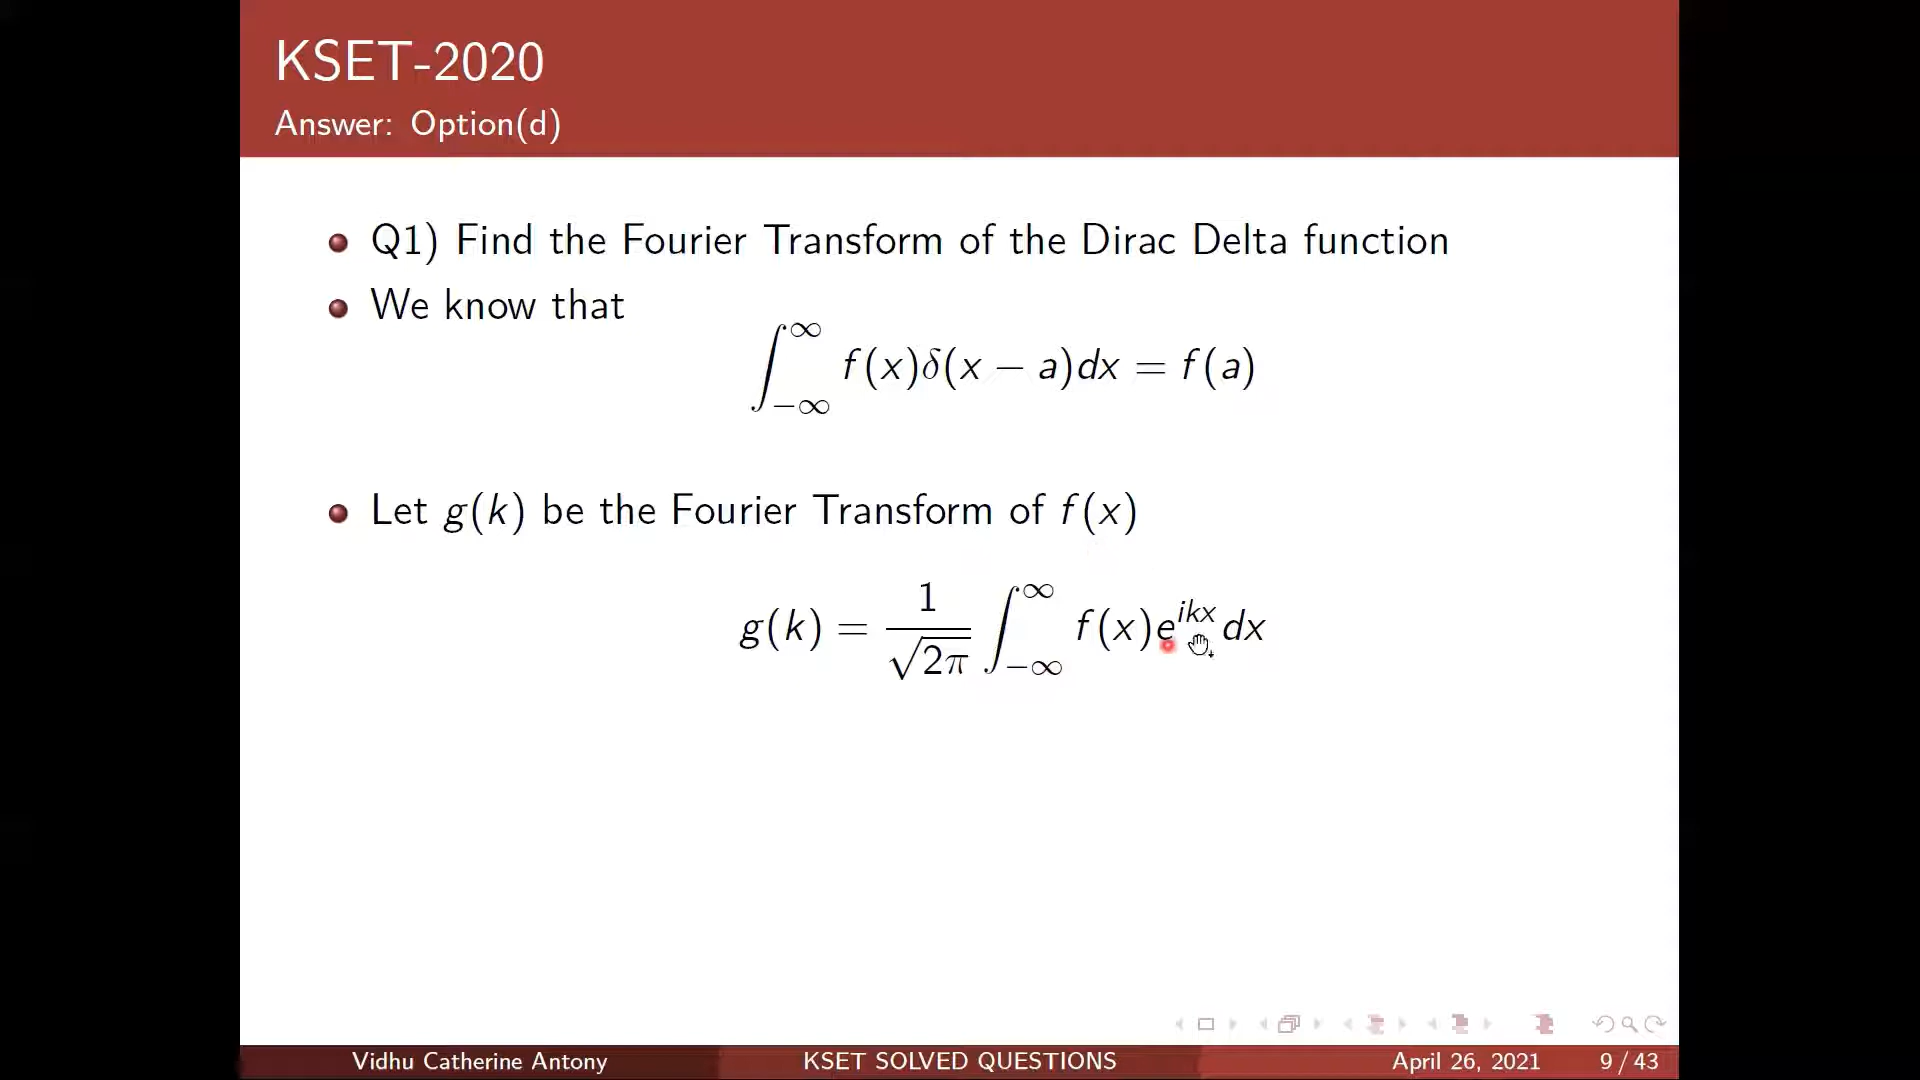 KSET-2020
Answer: Option(d)
Q1) Find the Fourier Transform of the Dirac Delta function
We know that
∫_{−∞}^{∞} f(x)δ(x − a)dx = f(a)
Let g(k) be the Fourier Transform of f(x)
g(k) = \frac{1}{\sqrt{2π}} ∫_{−∞}^{∞} f(x)e^{ikx}dx
Vidhu Catherine Antony KSET SOLVED QUESTIONS April 26, 2021 9 / 43